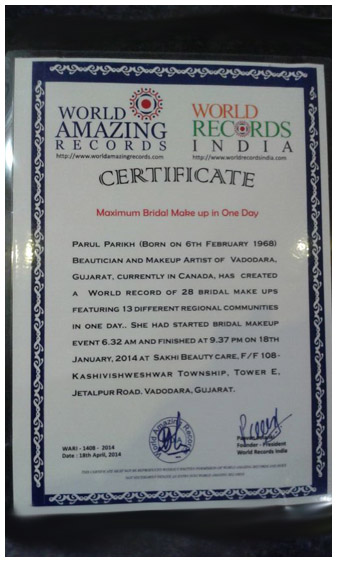 WORLD
AMAZING
RECORDS
http://www.worldamazingrecords.com
WORLD
RECORDS
INDIA
http://www.worldrecordsindia.com
CERTIFICATE
Maximum Bridal Make up in One Day
PARUL PARIKH (BORN ON 6TH FEBRUARY 1968)
BEAUTICIAN AND MAKEUP ARTIST OF VADODARA,
GUJARAT, CURRENTLY IN CANADA, HAS CREATED
A WORLD RECORD OF 28 BRIDAL MAKE UPS
FEATURING 13 DIFFERENT REGIONAL COMMUNITIES
IN ONE DAY.. SHE HAD STARTED BRIDAL MAKEUP
EVENT 6.32 AM AND FINISHED AT 9.37 PM ON 18TH
JANUARY, 2014 AT SAKHI BEAUTY CARE, F/F 108-
KASHIVISHWESHWAR TOWNSHIP, TOWER E,
JETALPUR ROAD. VADODARA, GUJARAT.
WARI - 1408 - 2014
Date : 18th April, 2014
World Amazing Records
Founder - President
World Records India